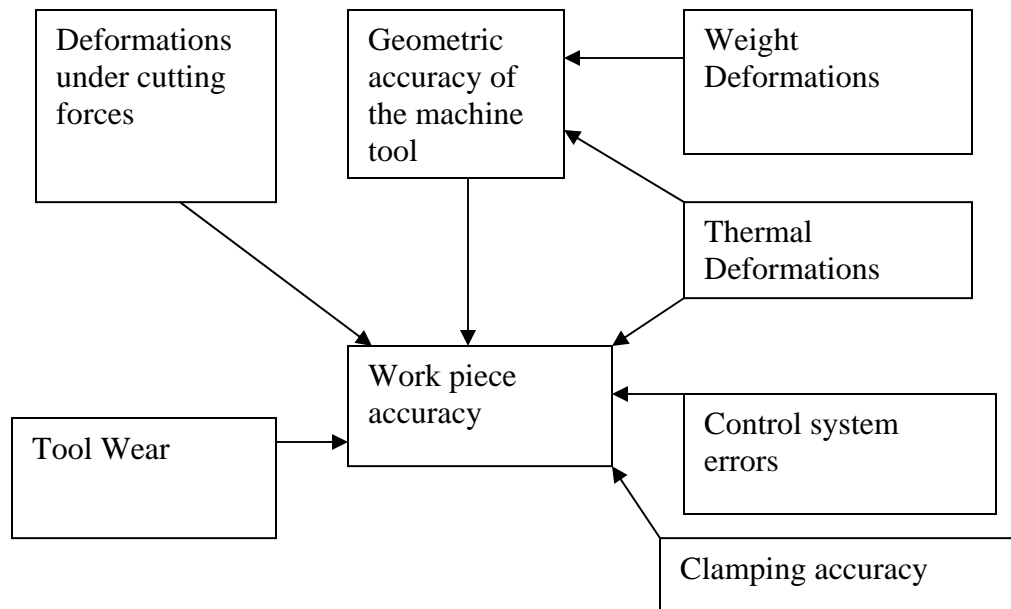 Deformations
under cutting
forces
Geometric
accuracy of
the machine
tool
Weight
Deformations
Thermal
Deformations
Work piece
accuracy
Tool Wear
Control system
errors
Clamping accuracy